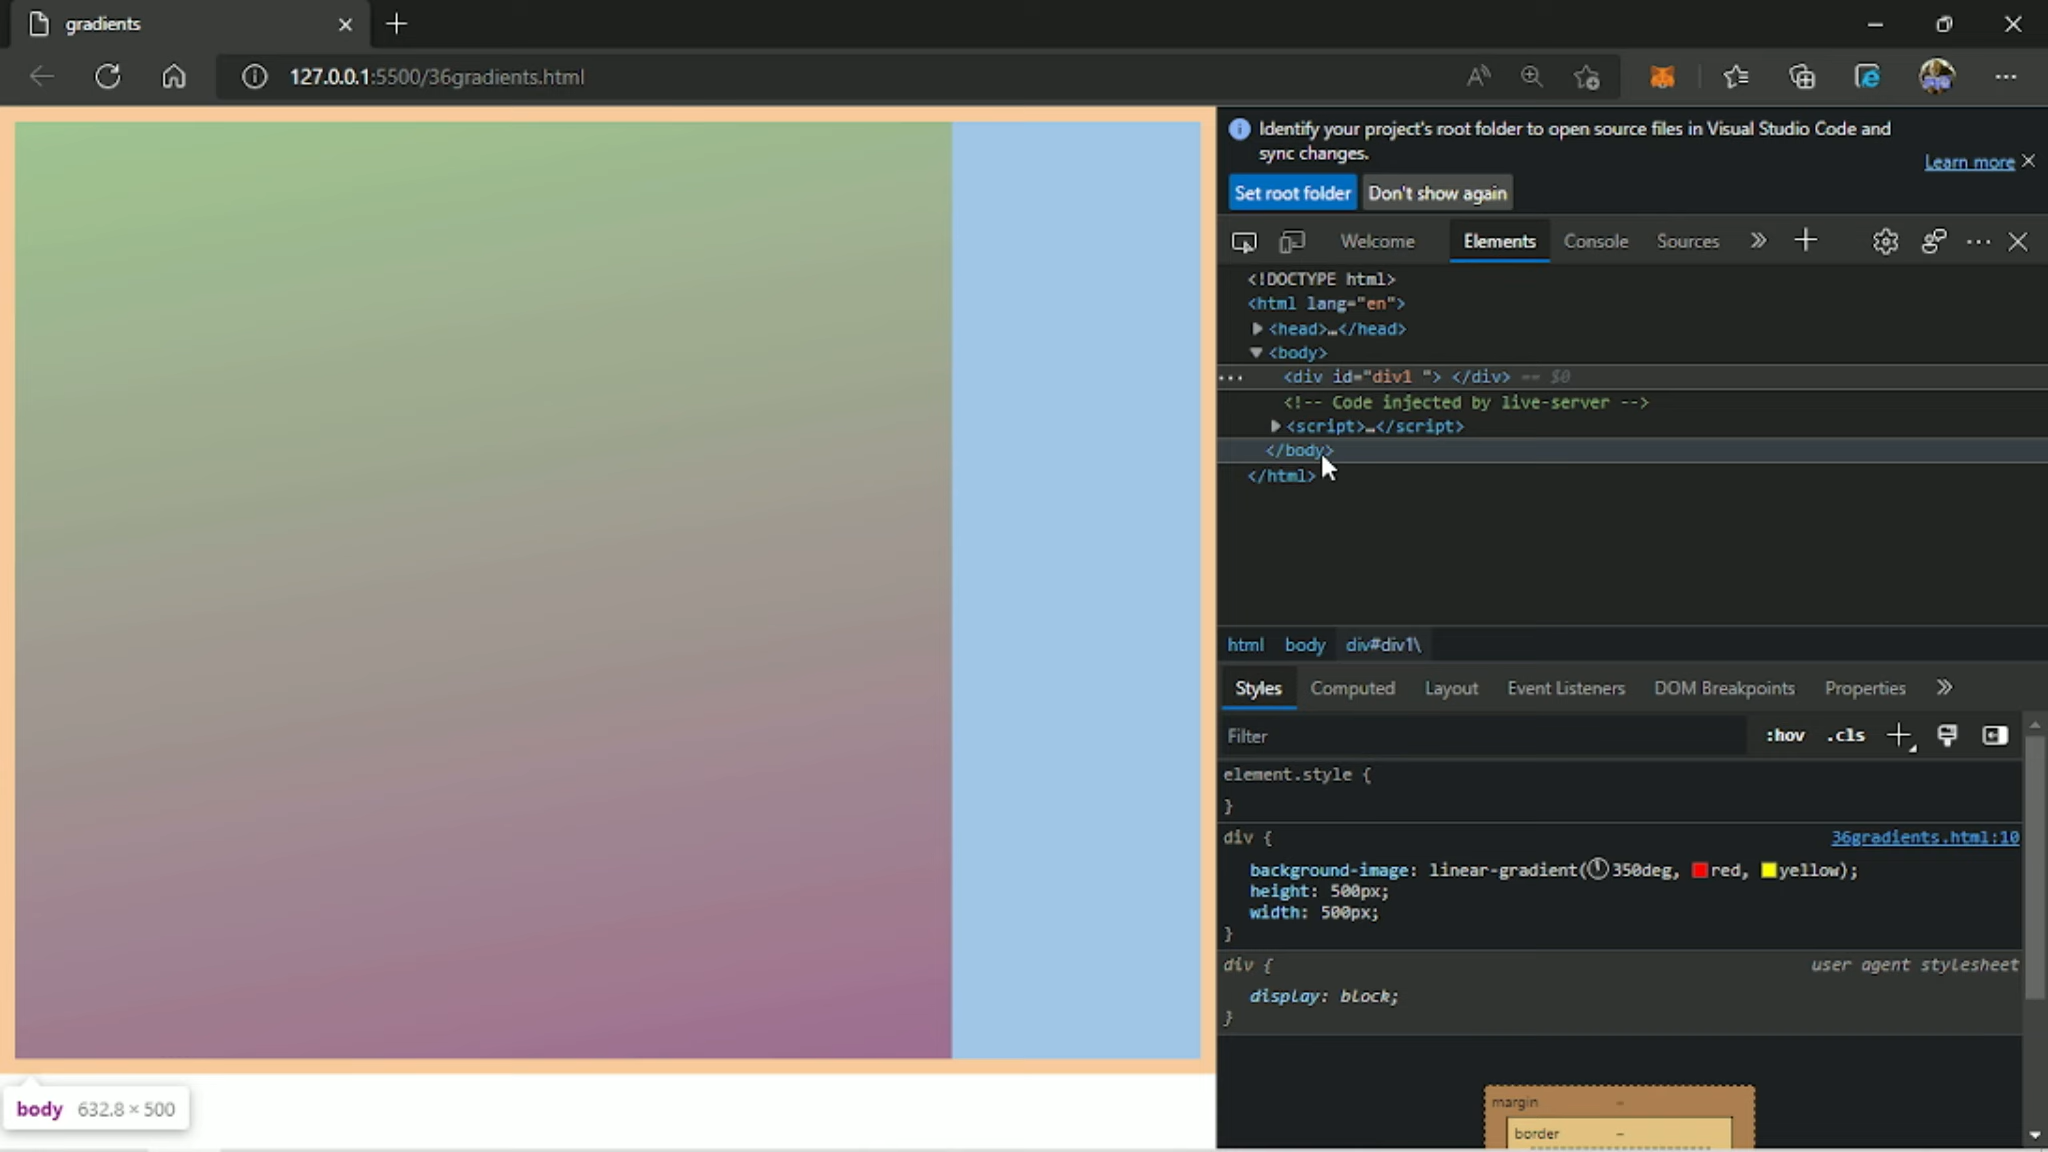 gradients
127.0.0.1:5500/36gradients.html
Identify your project's root folder to open source files in Visual Studio Code and
sync changes.
Learn more
Set root folder Don't show again
Welcome Elements Console Sources
<!DOCTYPE html>
<html lang="en">
<head>…</head>
<body>
<div id="div1 "> </div> == $0
<!-- Code injected by live-server -->
<script>…</script>
</body>
</html>
html body div#div1\
Styles Computed Layout Event Listeners DOM Breakpoints Properties
Filter :hov .cls
element.style {
}
div { 36gradients.html:10
background-image: linear-gradient(350deg, red, yellow);
height: 500px;
width: 500px;
}
div { user agent stylesheet
display: block;
}
margin -
border -
body 632.8 × 500